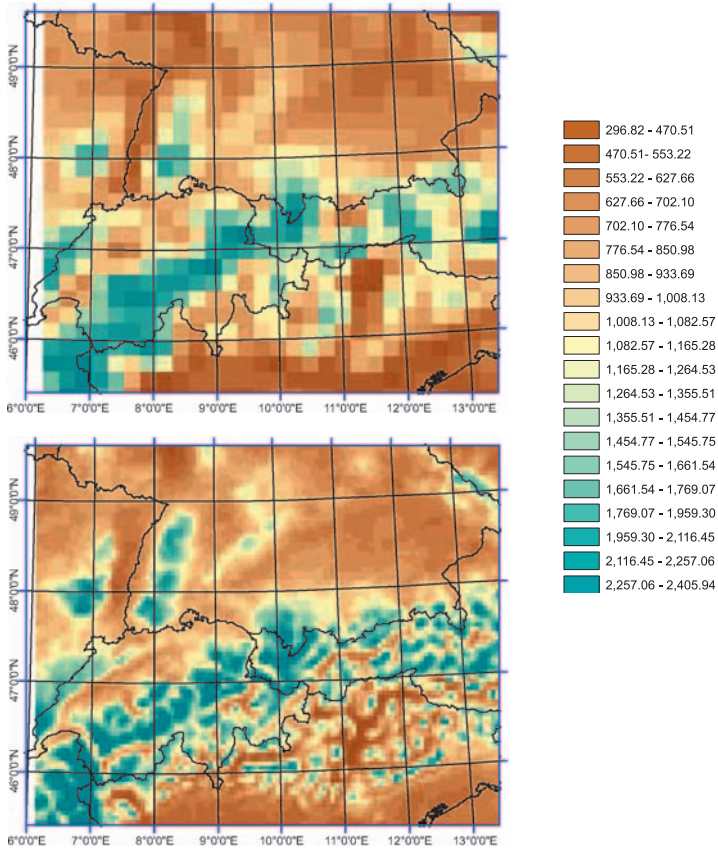 49°0'0"N
48°0'0"N
47°0'0"N
46°0'0"N
6°0'0"E 7°0'0"E 8°0'0"E 9°0'0"E 10°0'0"E 11°0'0"E 12°0'0"E 13°0'0"E
296.82 - 470.51
470.51- 553.22
553.22 - 627.66
627.66 - 702.10
702.10 - 776.54
776.54 - 850.98
850.98 - 933.69
933.69 - 1,008.13
1,008.13 - 1,082.57
1,082.57 - 1,165.28
1,165.28 - 1,264.53
1,264.53 - 1,355.51
1,355.51 - 1,454.77
1,454.77 - 1,545.75
1,545.75 - 1,661.54
1,661.54 - 1,769.07
1,769.07 - 1,959.30
1,959.30 - 2,116.45
2,116.45 - 2,257.06
2,257.06 - 2,405.94
49°0'0"N
48°0'0"N
47°0'0"N
46°0'0"N
6°0'0"E 7°0'0"E 8°0'0"E 9°0'0"E 10°0'0"E 11°0'0"E 12°0'0"E 13°0'0"E